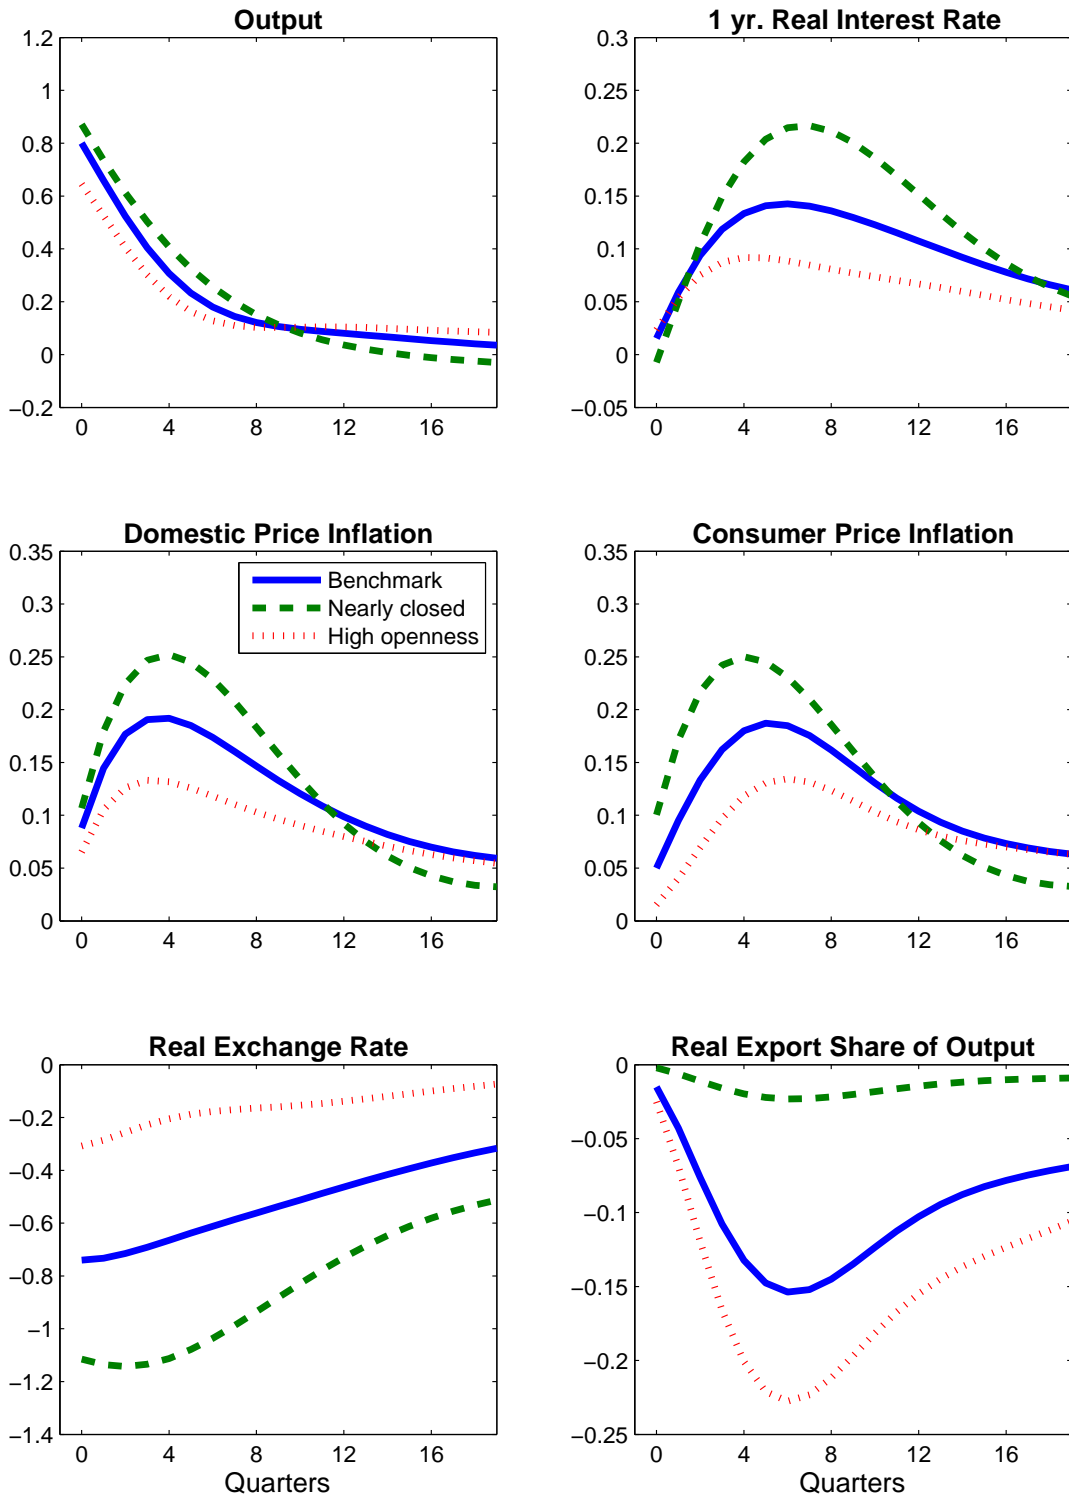 Output
1.2
1
0.8
0.6
0.4
0.2
0
−0.2
0 4 8 12 16
1 yr. Real Interest Rate
0.3
0.25
0.2
0.15
0.1
0.05
0
−0.05
0 4 8 12 16
Domestic Price Inflation
0.35
0.3
0.25
0.2
0.15
0.1
0.05
0
Benchmark
Nearly closed
High openness
0 4 8 12 16
Consumer Price Inflation
0.35
0.3
0.25
0.2
0.15
0.1
0.05
0
0 4 8 12 16
Real Exchange Rate
0
−0.2
−0.4
−0.6
−0.8
−1
−1.2
−1.4
0 4 8 12 16
Quarters
Real Export Share of Output
0
−0.05
−0.1
−0.15
−0.2
−0.25
0 4 8 12 16
Quarters